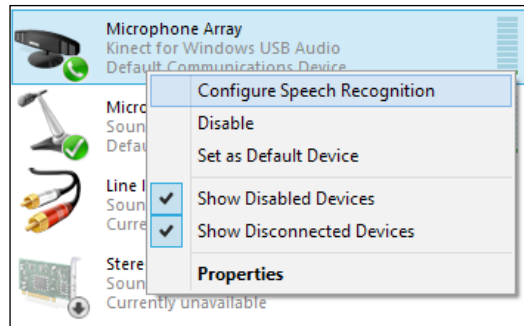 Microphone Array
Kinect for Windows USB Audio
Default Communications Device
Configure Speech Recognition
Disable
Set as Default Device
Show Disabled Devices
Show Disconnected Devices
Properties
Line
Currently unavailable